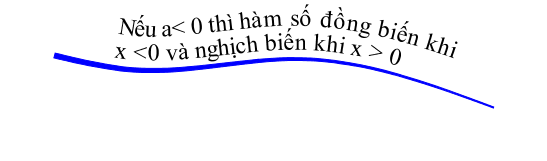 Nếu a< 0 thì hàm số đồng biến khi
x <0 và nghịch biến khi x > 0